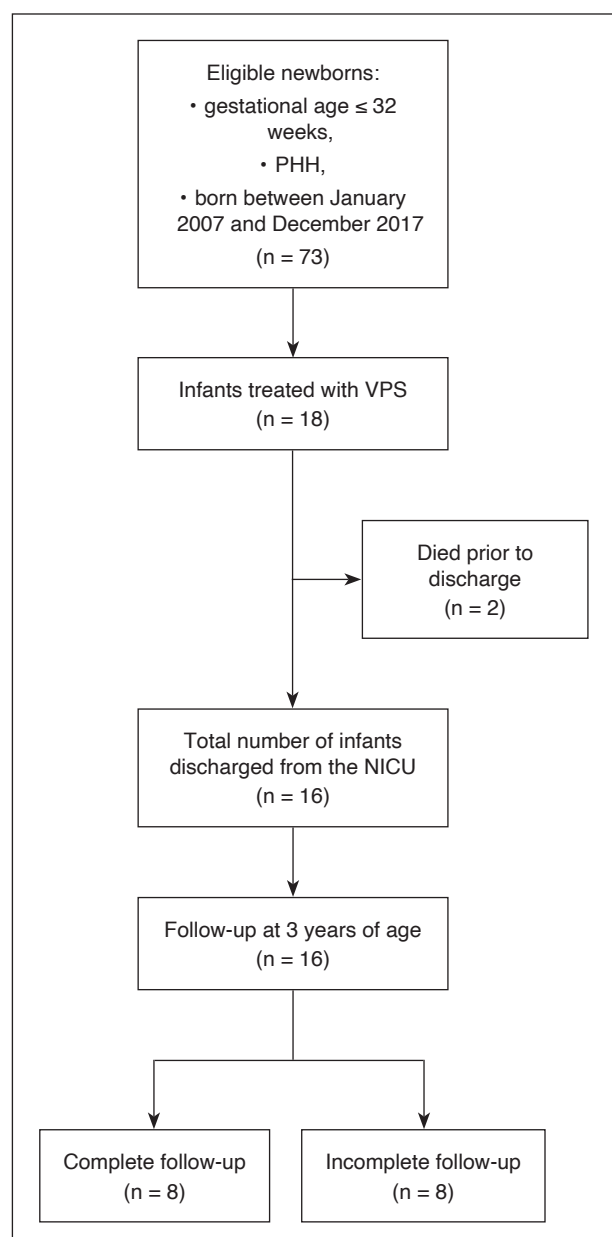 Eligible newborns:
• gestational age ≤ 32
weeks,
• PHH,
• born between January
2007 and December 2017
(n = 73)
Infants treated with VPS
(n = 18)
Died prior to
discharge
(n = 2)
Total number of infants
discharged from the NICU
(n = 16)
Follow-up at 3 years of age
(n = 16)
Complete follow-up
(n = 8)
Incomplete follow-up
(n = 8)